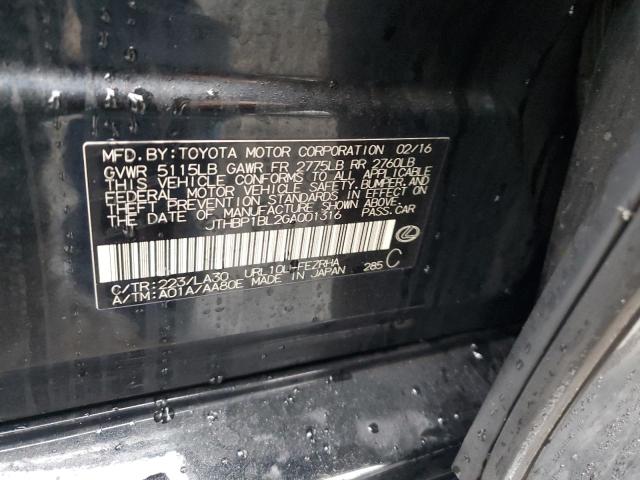 MFD. BY: TOYOTA MOTOR CORPORATION 02/16
GVWR 5115LB GAWR FR 2775LB RR 2760LB
THIS VEHICLE CONFORMS TO ALL APPLICABLE
FEDERAL MOTOR VEHICLE SAFETY, BUMPER, AND
THEFT PREVENTION STANDARDS IN EFFECT ON
THE DATE OF MANUFACTURE SHOWN ABOVE.
JTHBP1BL2GA001316 PASS. CAR
C/TR: 223/LA30 URL10L-FEZRHA 285 C
A/TM: A01A/AA80E MADE IN JAPAN